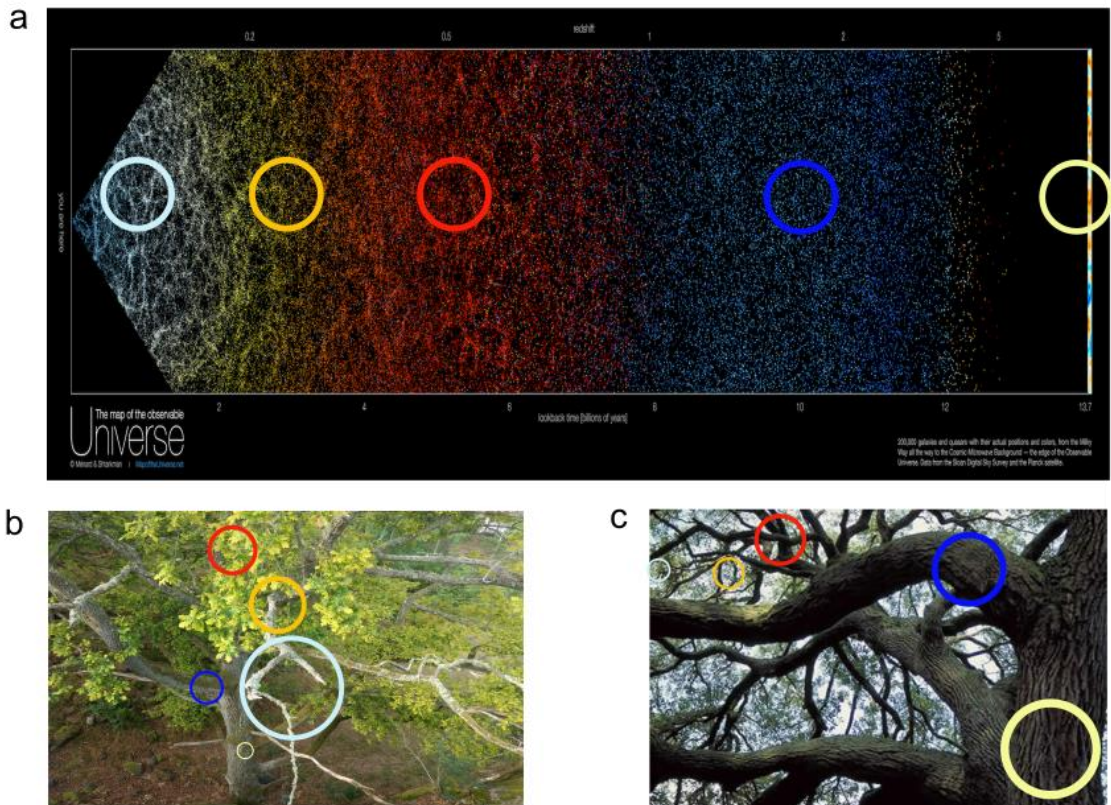 a
redshift
0.2 0.5 1 2 5
you are here
2 4 6 8 10 12 13,7
lookback time [billions of years]
The map of the observable
Universe
© Ménard & Shtarkman | MapoftheUniverse.net
200,000 galaxies and quasars with their actual positions and colors, from the Milky
Way all the way to the Cosmic Microwave Background — the edge of the Observable
Universe. Data from the Sloan Digital Sky Survey and the Planck satellite.
b
c